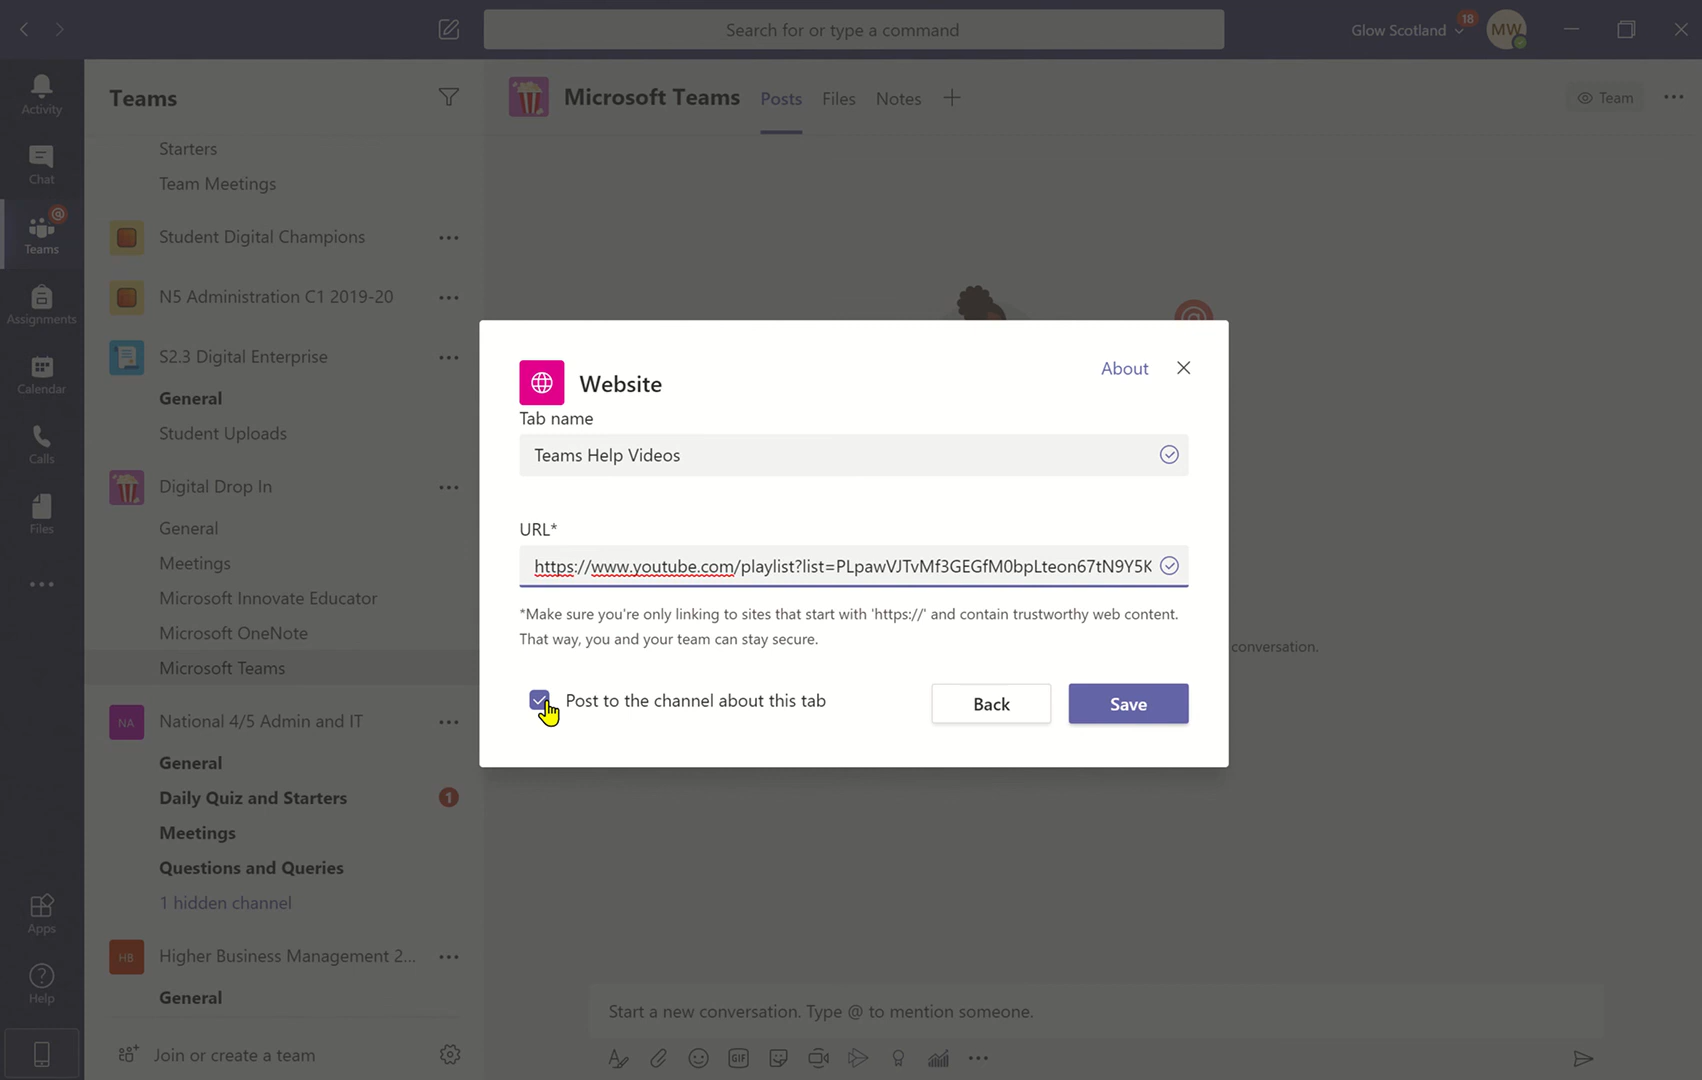 Search for or type a command
Glow Scotland
18
MW
Activity
Chat
Teams
Assignments
Calendar
Calls
Files
Apps
Help
Teams
Starters
Team Meetings
Student Digital Champions
N5 Administration C1 2019-20
S2.3 Digital Enterprise
General
Student Uploads
Digital Drop In
General
Meetings
Microsoft Innovate Educator
Microsoft OneNote
Microsoft Teams
NA National 4/5 Admin and IT
General
Daily Quiz and Starters 1
Meetings
Questions and Queries
1 hidden channel
HB Higher Business Management 2...
General
Join or create a team
Microsoft Teams Posts Files Notes
Team
Website
About
Tab name
Teams Help Videos
URL*
https://www.youtube.com/playlist?list=PLpawVJTvMf3GEGfM0bpLteon67tN9Y5K
*Make sure you're only linking to sites that start with 'https://' and contain trustworthy web content.
That way, you and your team can stay secure.
Post to the channel about this tab
Back
Save
conversation.
Start a new conversation. Type @ to mention someone.
GIF